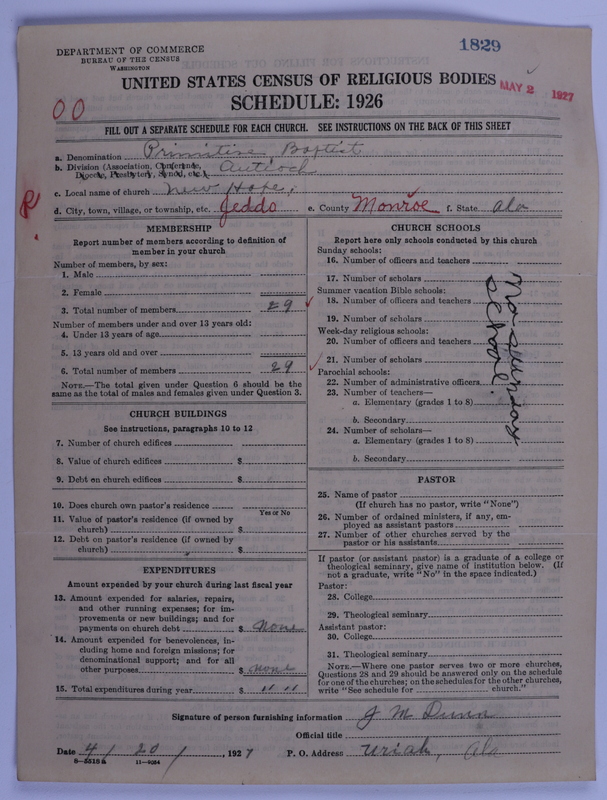 1829
DEPARTMENT OF COMMERCE
BUREAU OF THE CENSUS
WASHINGTON
UNITED STATES CENSUS OF RELIGIOUS BODIES
MAY 2 1927
SCHEDULE: 1926
00
FILL OUT A SEPARATE SCHEDULE FOR EACH CHURCH. SEE INSTRUCTIONS ON THE BACK OF THIS SHEET
a. Denomination Primitive Baptist
b. Division (Association, Conference, Diocese, Presbytery, Synod, etc.) Antioch
c. Local name of church New Hope,
R.
d. City, town, village, or township, etc. Jeddo e. County Monroe f. State Ala
MEMBERSHIP
Report number of members according to definition of
member in your church
Number of members, by sex:
1. Male
2. Female
3. Total number of members 29
Number of members under and over 13 years old:
4. Under 13 years of age
5. 13 years old and over
6. Total number of members 29
NOTE.—The total given under Question 6 should be
same as the total of males and females given under Question 3.
CHURCH BUILDINGS
See instructions, paragraphs 10 to 12
7. Number of church edifices
8. Value of church edifices $
9. Debt on church edifices $
10. Does church own pastor's residence
Yes or No
11. Value of pastor's residence (if owned by
church) $
12. Debt on pastor's residence (if owned by
church) $
EXPENDITURES
Amount expended by your church during last fiscal year
13. Amount expended for salaries, repairs,
and other running expenses; for im-
provements or new buildings; and for
payments on church debt $ None
14. Amount expended for benevolences, in-
cluding home and foreign missions; for
denominational support; and for all
other purposes $ None
15. Total expenditures during year $ " "
CHURCH SCHOOLS
Report here only schools conducted by this church
Sunday schools:
16. Number of officers and teachers
17. Number of scholars
Summer vacation Bible schools:
18. Number of officers and teachers
19. Number of scholars
Week-day religious schools:
20. Number of officers and teachers
21. Number of scholars
Parochial schools:
22. Number of administrative officers
23. Number of teachers—
a. Elementary (grades 1 to 8)
b. Secondary
24. Number of scholars—
a. Elementary (grades 1 to 8)
b. Secondary
No sunday
school.
PASTOR
25. Name of pastor
(If church has no pastor, write "None")
26. Number of ordained ministers, if any, em-
ployed as assistant pastors
27. Number of other churches served by the
pastor or his assistants
If pastor (or assistant pastor) is a graduate of a college or
theological seminary, give name of institution below. (If
not a graduate, write "No" in the space indicated.)
Pastor:
28. College
29. Theological seminary
Assistant pastor:
30. College
31. Theological seminary
NOTE.—Where one pastor serves two or more churches,
Questions 28 and 29 should be answered only on the schedule
for one of the churches; on the schedules for the other churches,
write "See schedule for church."
Signature of person furnishing information J M Dunn
Official title
Date 4/20/, 1927 P. O. Address Uriah, Ala
8—5518a 11—9054